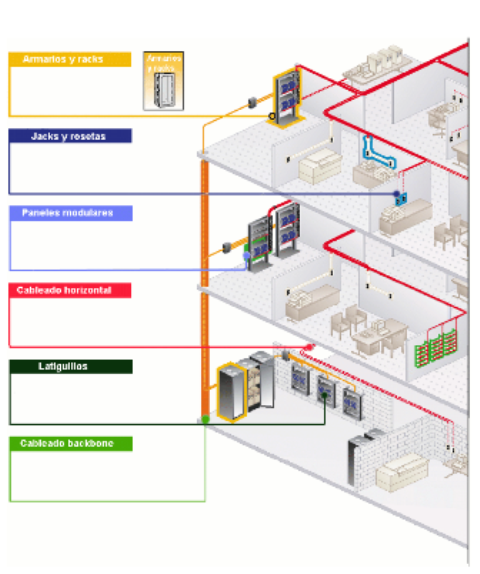 Armarios y racks
Armarios
y racks
Jacks y rosetas
Paneles modulares
Cableado horizontal
Latiguillos
Cableado backbone